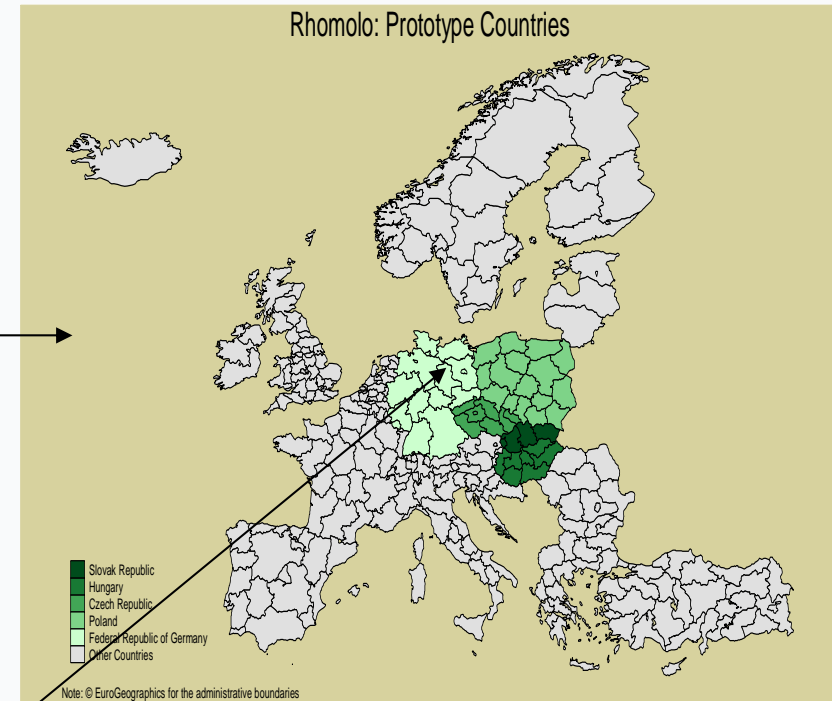 Rhomolo: Prototype Countries
Slovak Republic
Hungary
Czech Republic
Poland
Federal Republic of Germany
Other Countries
Note: © EuroGeographics for the administrative boundaries